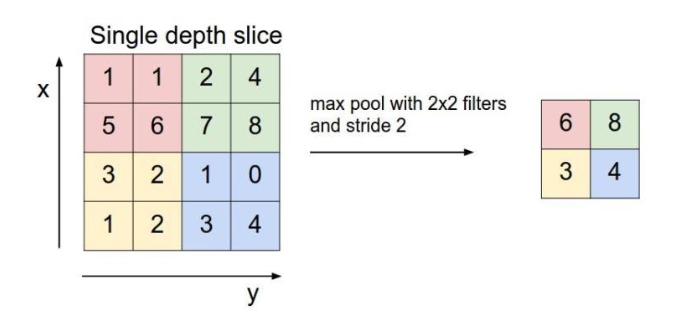 Single depth slice
x
1 1 2 4
5 6 7 8
3 2 1 0
1 2 3 4
y
max pool with 2x2 filters
and stride 2
6 8
3 4